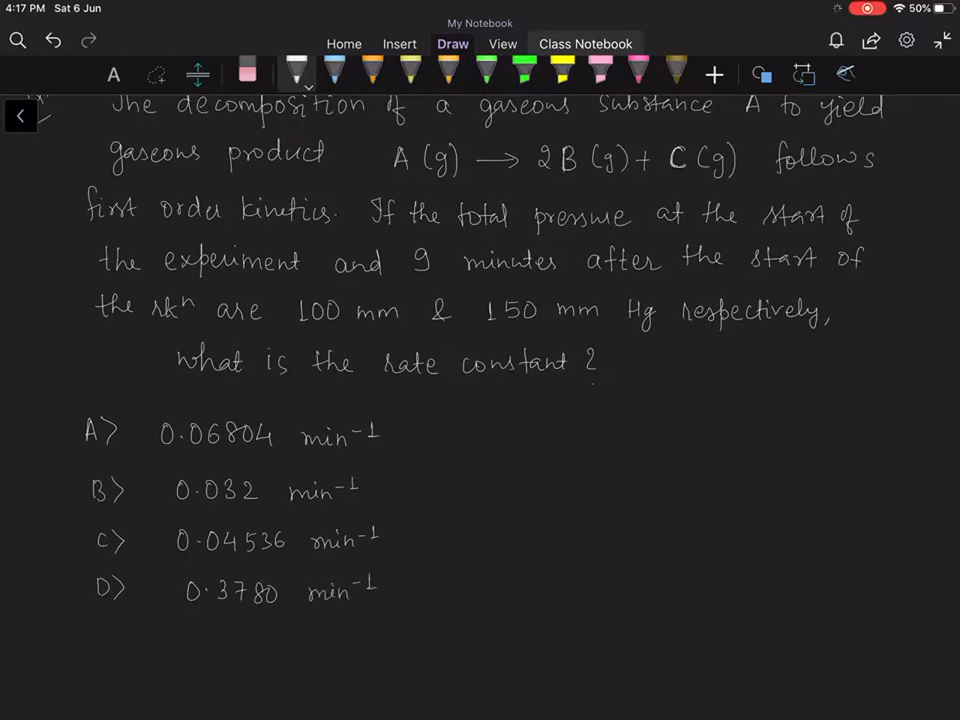 4:17 PM Sat 6 Jun
50%
My Notebook
Home Insert Draw View Class Notebook
A
The decomposition of a gaseous substance A to yield
gaseous product A (g) → 2B (g) + C (g) follows
first order kinetics. If the total pressure at the start of
the experiment and 9 minutes after the start of
the rxⁿ are 100 mm & 150 mm Hg respectively,
what is the rate constant ?
A> 0.06804 min⁻¹
B> 0.032 min⁻¹
C> 0.04536 min⁻¹
D> 0.3780 min⁻¹